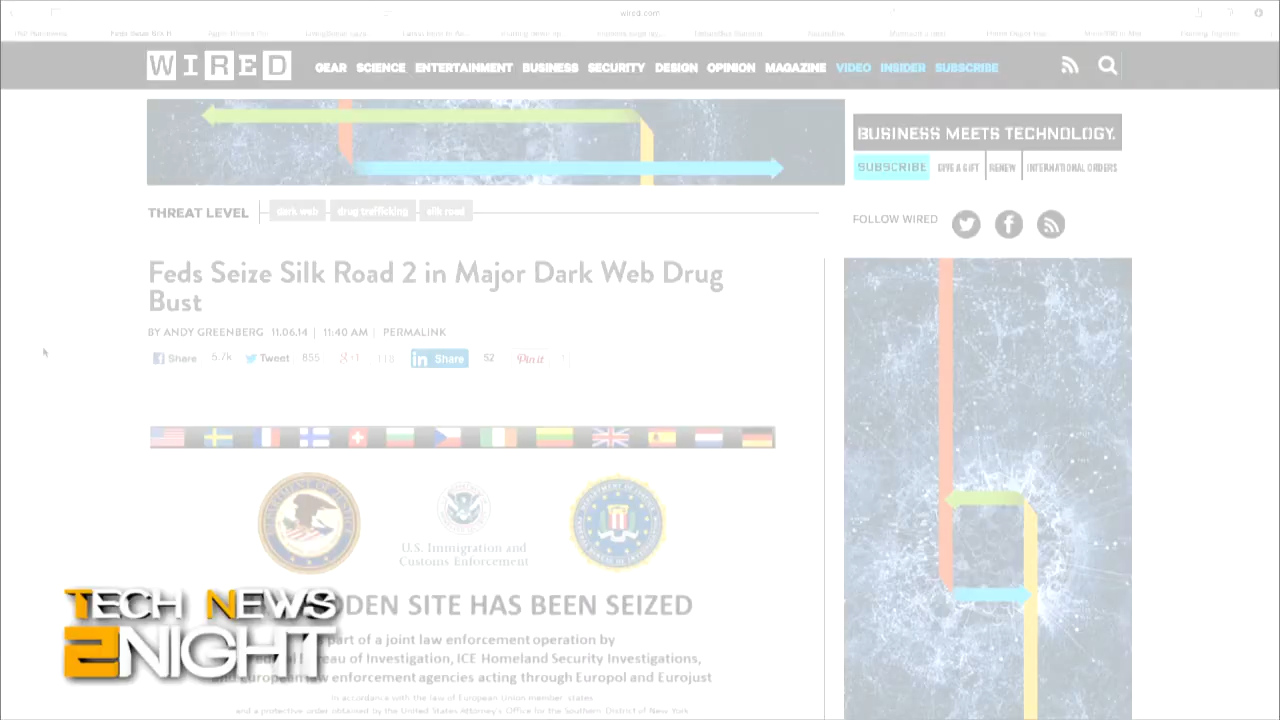 wired.com
WIRED
GEAR SCIENCE ENTERTAINMENT BUSINESS SECURITY DESIGN OPINION MAGAZINE VIDEO INSIDER SUBSCRIBE
BUSINESS MEETS TECHNOLOGY.
SUBSCRIBE GIVE A GIFT RENEW INTERNATIONAL ORDERS
THREAT LEVEL dark web drug trafficking silk road
FOLLOW WIRED
Feds Seize Silk Road 2 in Major Dark Web Drug
Bust
BY ANDY GREENBERG 11.06.14 | 11:40 AM | PERMALINK
Share 5.7k Tweet 855 +1 Share 52 Pin it
U.S. Immigration and
Customs Enforcement
DDEN SITE HAS BEEN SEIZED
part of a joint law enforcement operation by
eau of Investigation, ICE Homeland Security Investigations,
European law enforcement agencies acting through Europol and Eurojust
In accordance with the law of European Union member states
and a protective order obtained by the United States Attorney's Office for the Southern District of New York
TECH NEWS
2NIGHT